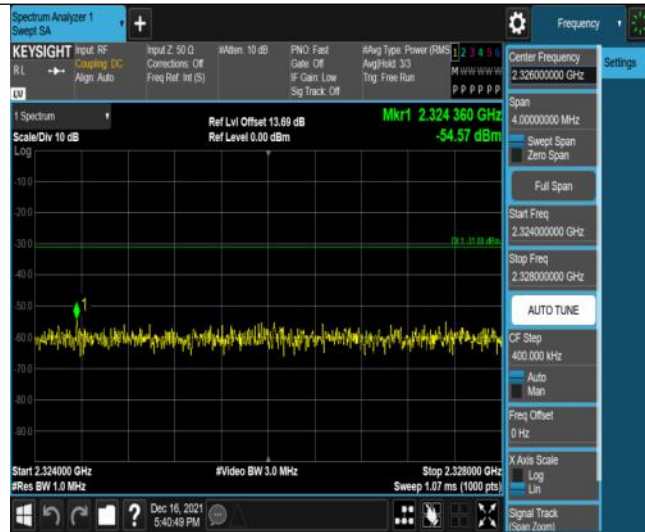 Spectrum Analyzer 1
Swept SA
+
Frequency
KEYSIGHT
RL
LV
Input: RF
Coupling: DC
Align: Auto
Input Z: 50 Ω
Corrections: Off
Freq Ref: Int (S)
#Atten: 10 dB
PNO: Fast
Gate: Off
IF Gain: Low
Sig Track: Off
#Avg Type: Power (RMS
Avg|Hold: 3/3
Trig: Free Run
1 2 3 4 5 6
M W W W W W
P P P P P P
1 Spectrum
Scale/Div 10 dB
Log
Ref Lvl Offset 13.69 dB
Ref Level 0.00 dBm
Mkr1 2.324 360 GHz
-54.57 dBm
-10.0
-20.0
-30.0
DL1 -31.00 dBm
-40.0
-50.0
1
-60.0
-70.0
-80.0
-90.0
Start 2.324000 GHz
#Res BW 1.0 MHz
#Video BW 3.0 MHz
Stop 2.328000 GHz
Sweep 1.07 ms (1000 pts)
?
Dec 16, 2021
5:40:49 PM
Settings
Center Frequency
2.326000000 GHz
Span
4.00000000 MHz
Swept Span
Zero Span
Full Span
Start Freq
2.324000000 GHz
Stop Freq
2.328000000 GHz
AUTO TUNE
CF Step
400.000 kHz
Auto
Man
Freq Offset
0 Hz
X Axis Scale
Log
Lin
Signal Track
(Span Zoom)